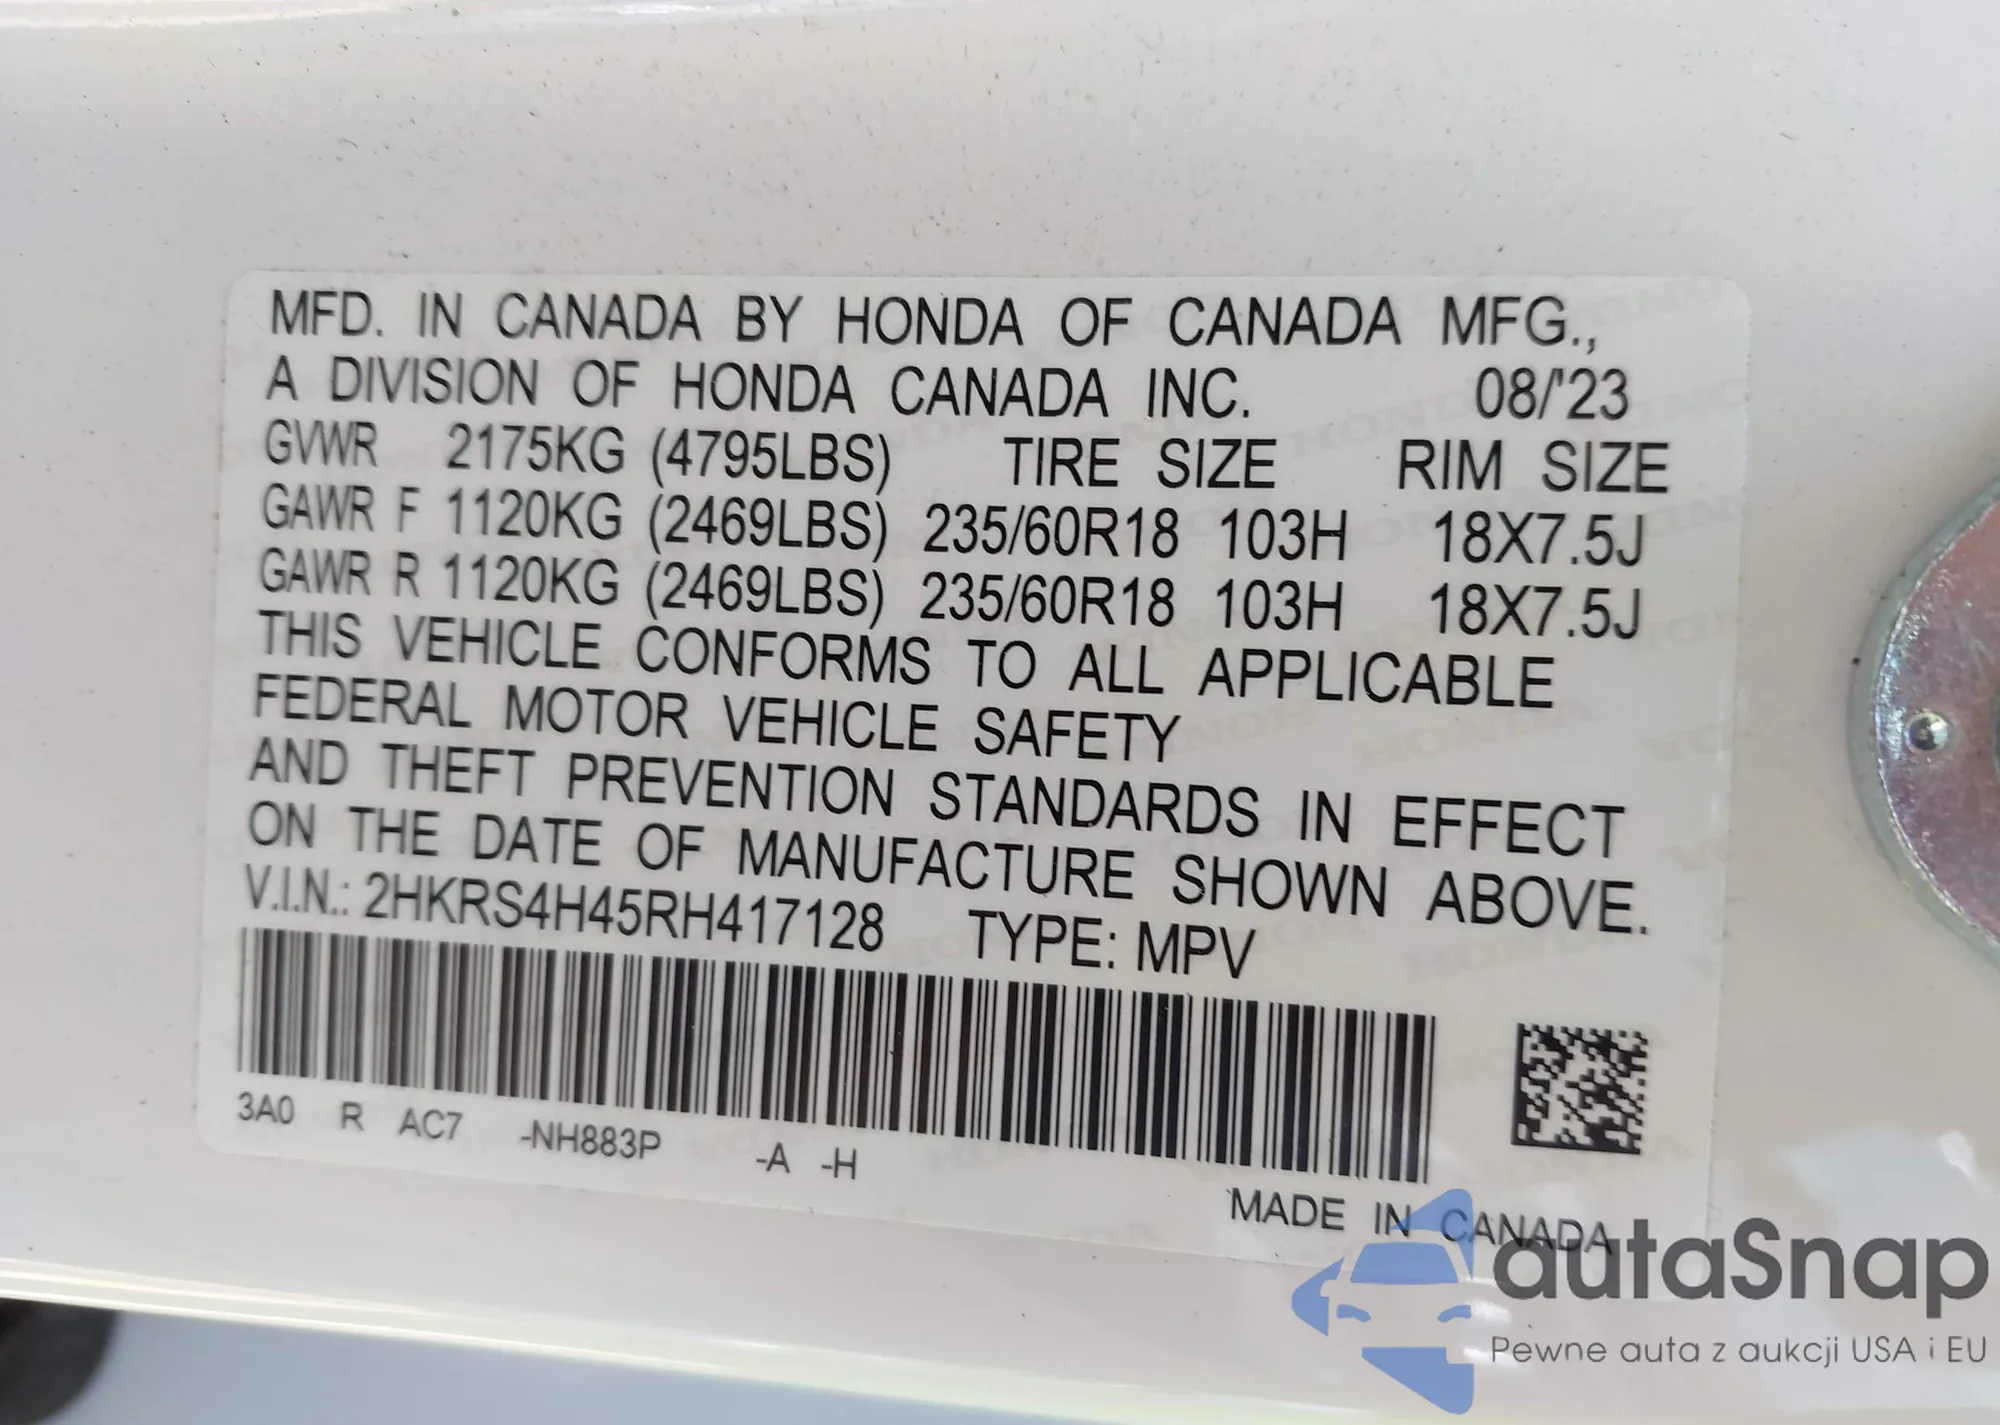 MFD. IN CANADA BY HONDA OF CANADA MFG.,
A DIVISION OF HONDA CANADA INC. 08/'23
GVWR 2175KG (4795LBS) TIRE SIZE RIM SIZE
GAWR F 1120KG (2469LBS) 235/60R18 103H 18X7.5J
GAWR R 1120KG (2469LBS) 235/60R18 103H 18X7.5J
THIS VEHICLE CONFORMS TO ALL APPLICABLE
FEDERAL MOTOR VEHICLE SAFETY
AND THEFT PREVENTION STANDARDS IN EFFECT
ON THE DATE OF MANUFACTURE SHOWN ABOVE.
V.I.N.: 2HKRS4H45RH417128 TYPE: MPV
3A0 R AC7 -NH883P -A -H
MADE IN CANADA
autaSnap
Pewne auta z aukcji USA i EU